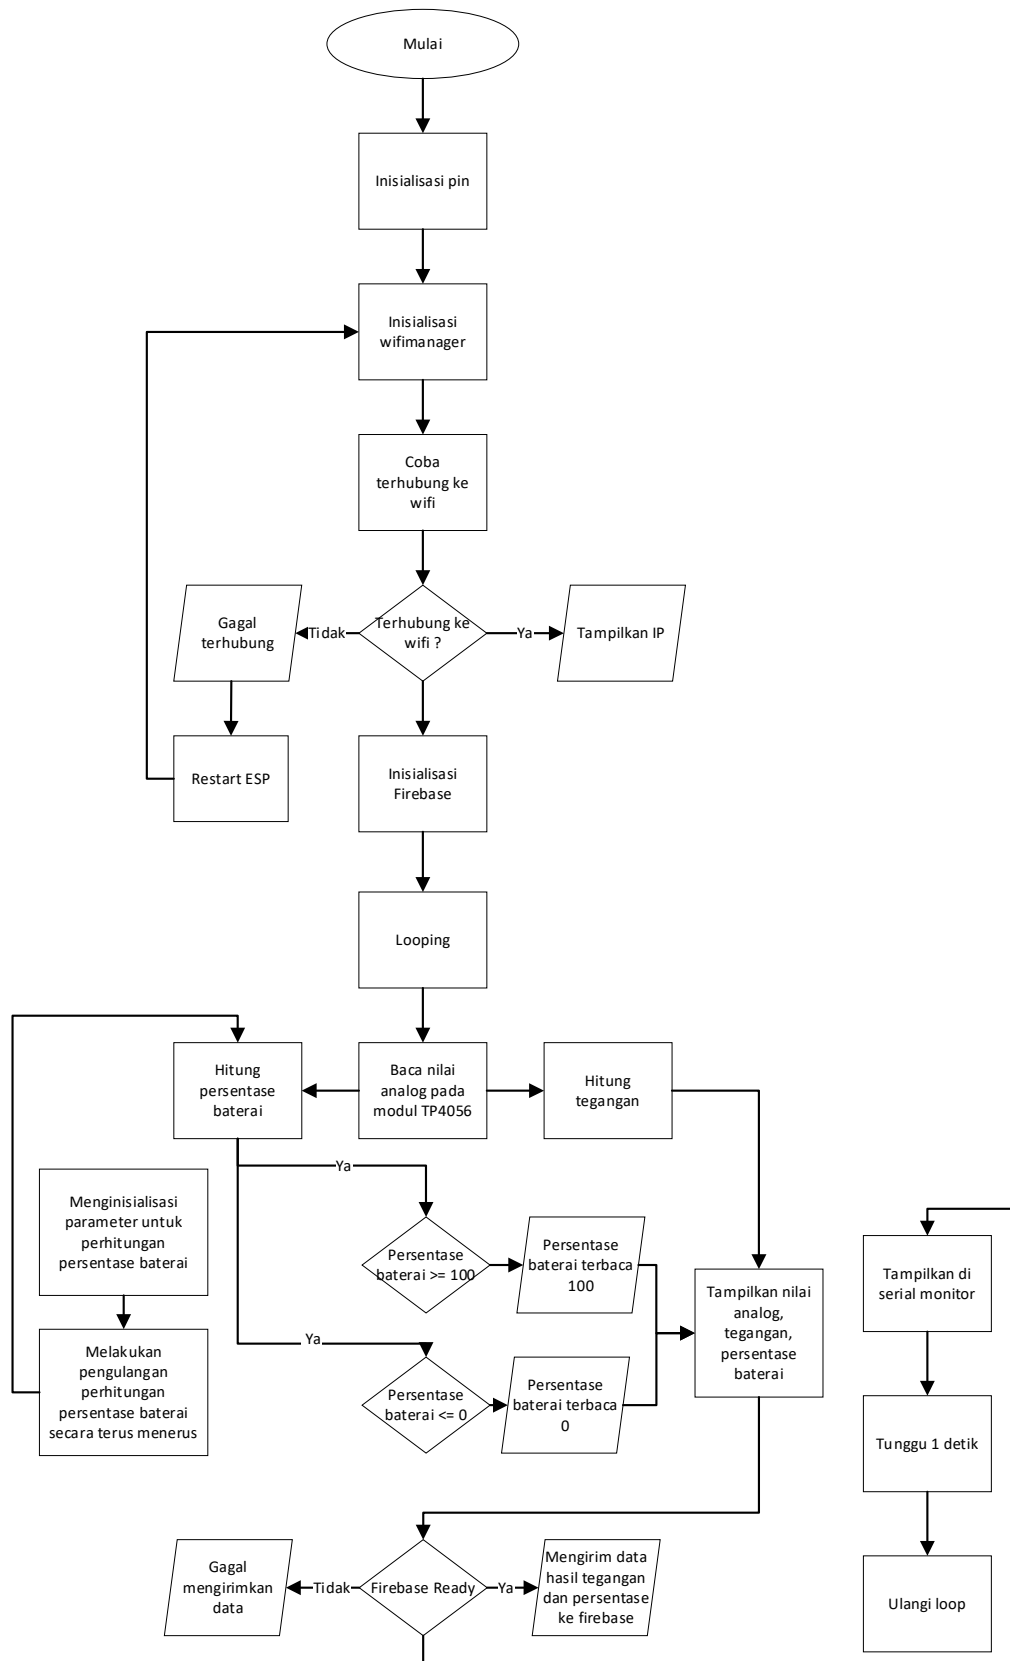 Mulai
Inisialisasi pin
Inisialisasi
wifimanager
Coba
terhubung ke
wifi
Gagal
terhubung
Tidak
Terhubung ke
wifi ?
Ya
Tampilkan IP
Restart ESP
Inisialisasi
Firebase
Looping
Hitung
persentase
baterai
Baca nilai
analog pada
modul TP4056
Hitung
tegangan
Ya
Menginisialisasi
parameter untuk
perhitungan
persentase baterai
Persentase
baterai >= 100
Persentase
baterai terbaca
100
Tampilkan nilai
analog,
tegangan,
persentase
baterai
Tampilkan di
serial monitor
Ya
Melakukan
pengulangan
perhitungan
persentase baterai
secara terus menerus
Persentase
baterai <= 0
Persentase
baterai terbaca
0
Tunggu 1 detik
Gagal
mengirimkan
data
Tidak
Firebase Ready
Ya
Mengirim data
hasil tegangan
dan persentase
ke firebase
Ulangi loop